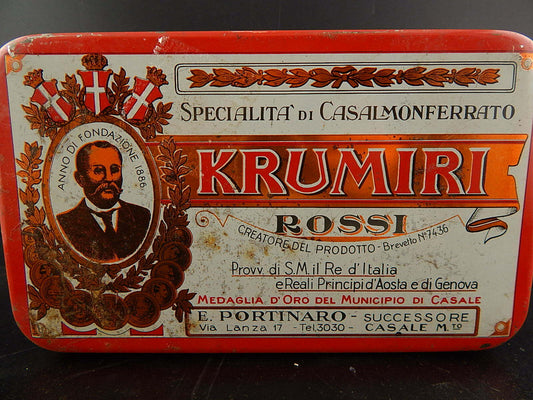 ANNO DI FONDAZIONE 1886
SPECIALITA' DI CASALMONFERRATO
KRUMIRI
ROSSI
CREATORE DEL PRODOTTO - Brevetto Nº7436
Provv di S.M. il Re d'Italia
e Reali Principi d'Aosta e di Genova
MEDAGLIA D'ORO DEL MUNICIPIO DI CASALE
E. PORTINARO - SUCCESSORE
Via Lanza 17 - Tel. 3030 - CASALE M.TO